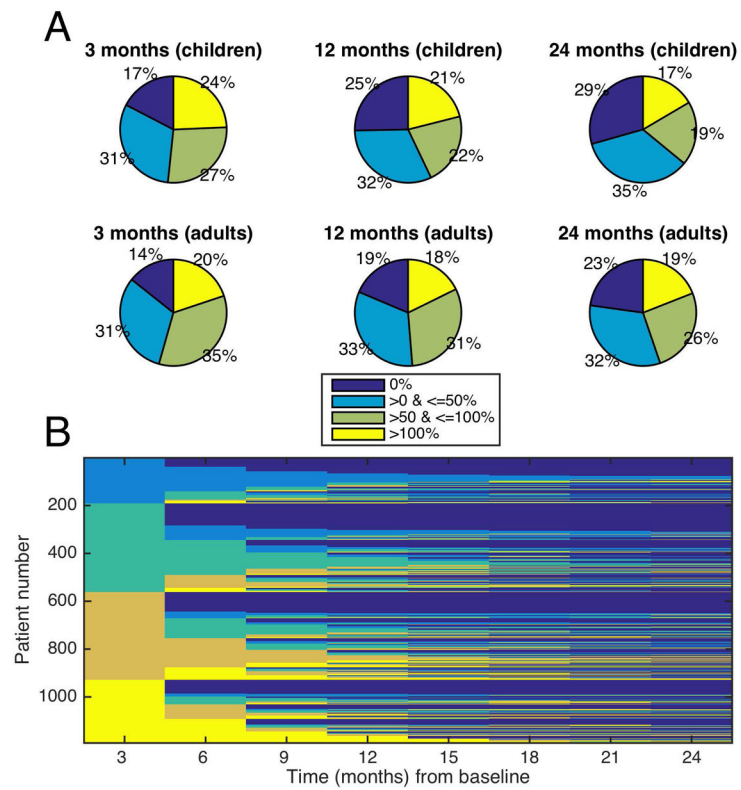 A
3 months (children)
12 months (children)
24 months (children)
17%
24%
31%
27%
25%
21%
32%
22%
29%
17%
35%
19%
3 months (adults)
12 months (adults)
24 months (adults)
14%
20%
31%
35%
19%
18%
33%
31%
23%
19%
32%
26%
0%
>0 & <=50%
>50 & <=100%
>100%
B
Patient number
200
400
600
800
1000
3 6 9 12 15 18 21 24
Time (months) from baseline